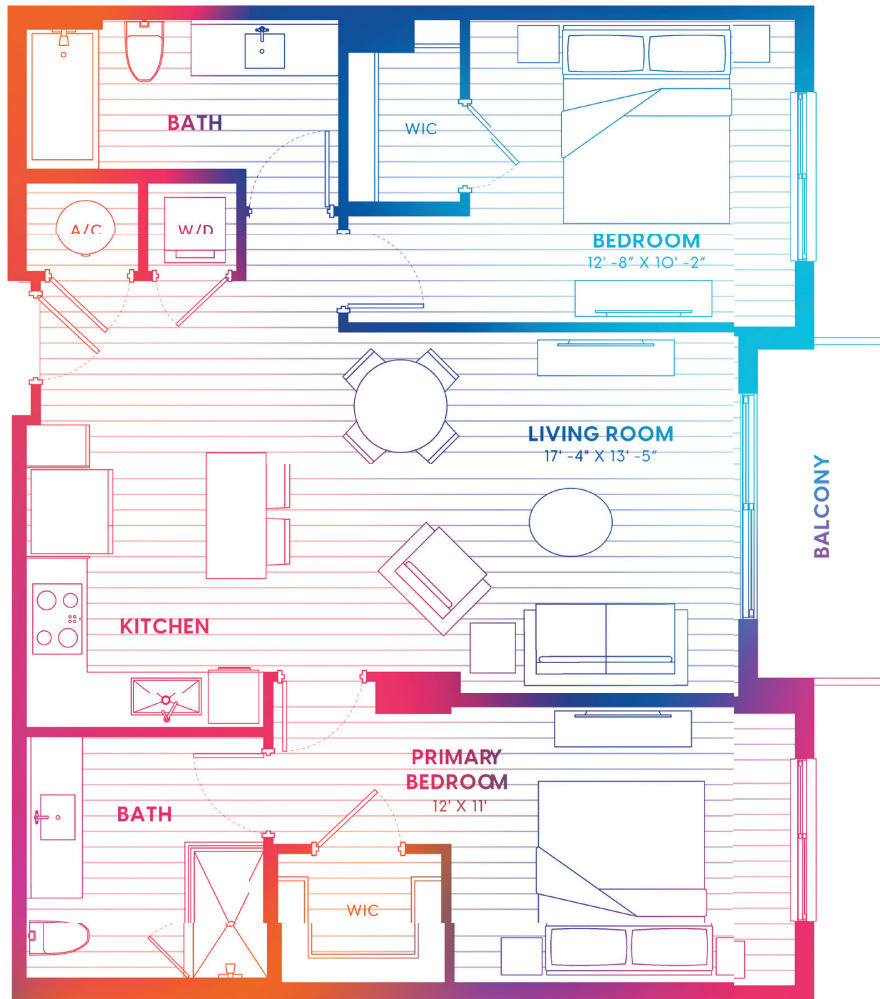 BATH
WIC
A/C
W/D
BEDROOM
12' -8" X 10' -2"
LIVING ROOM
17' -4" X 13' -5"
BALCONY
KITCHEN
PRIMARY
BEDROOM
12' X 11'
BATH
WIC